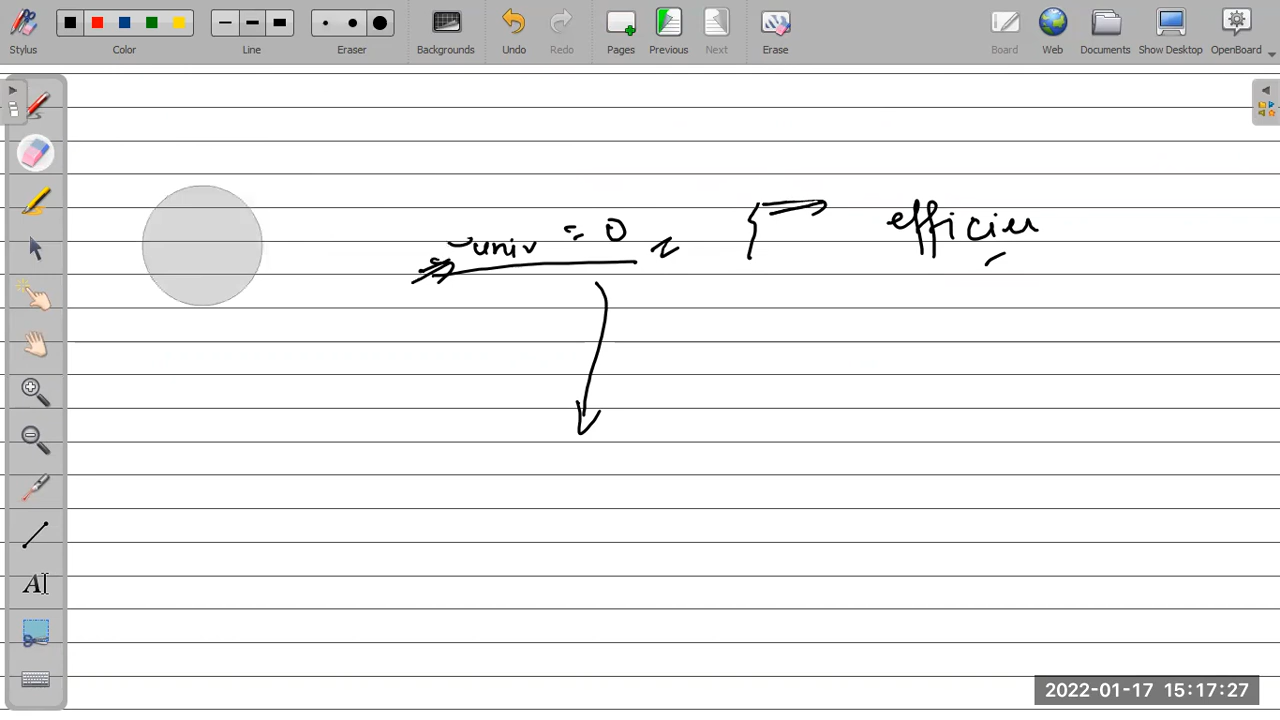 Stylus
Color
Line
Eraser
Backgrounds
Undo
Redo
Pages
Previous
Next
Erase
Board
Web
Documents
Show Desktop
OpenBoard
univ = 0
efficien
2022-01-17 15:17:27